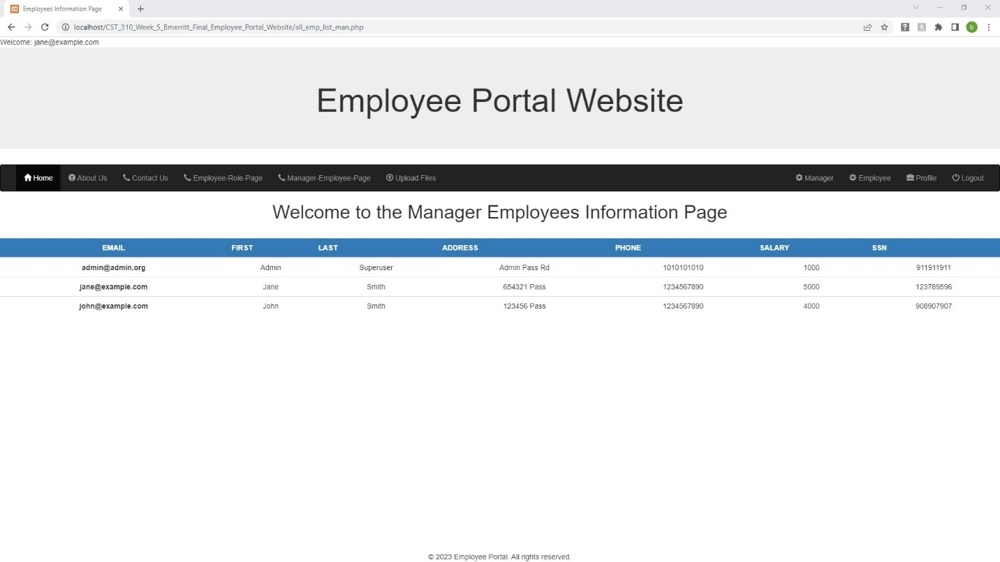 Employees Information Page
localhost/CST_310_Week_5_Bmerritt_Final_Employee_Portal_Website/all_emp_list_man.php
b
Welcome: jane@example.com
Employee Portal Website
Home About Us Contact Us Employee-Role-Page Manager-Employee-Page Upload Files Manager Employee Profile Logout
Welcome to the Manager Employees Information Page
EMAIL FIRST LAST ADDRESS PHONE SALARY SSN
admin@admin.org Admin Superuser Admin Pass Rd 1010101010 1000 911911911
jane@example.com Jane Smith 654321 Pass 1234567890 5000 123789596
john@example.com John Smith 123456 Pass 1234567890 4000 908907907
© 2023 Employee Portal. All rights reserved.